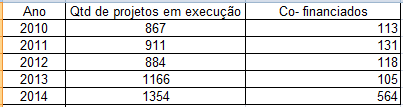 Ano Qtd de projetos em execução Co- financiados
2010 867 113
2011 911 131
2012 884 118
2013 1166 105
2014 1354 564